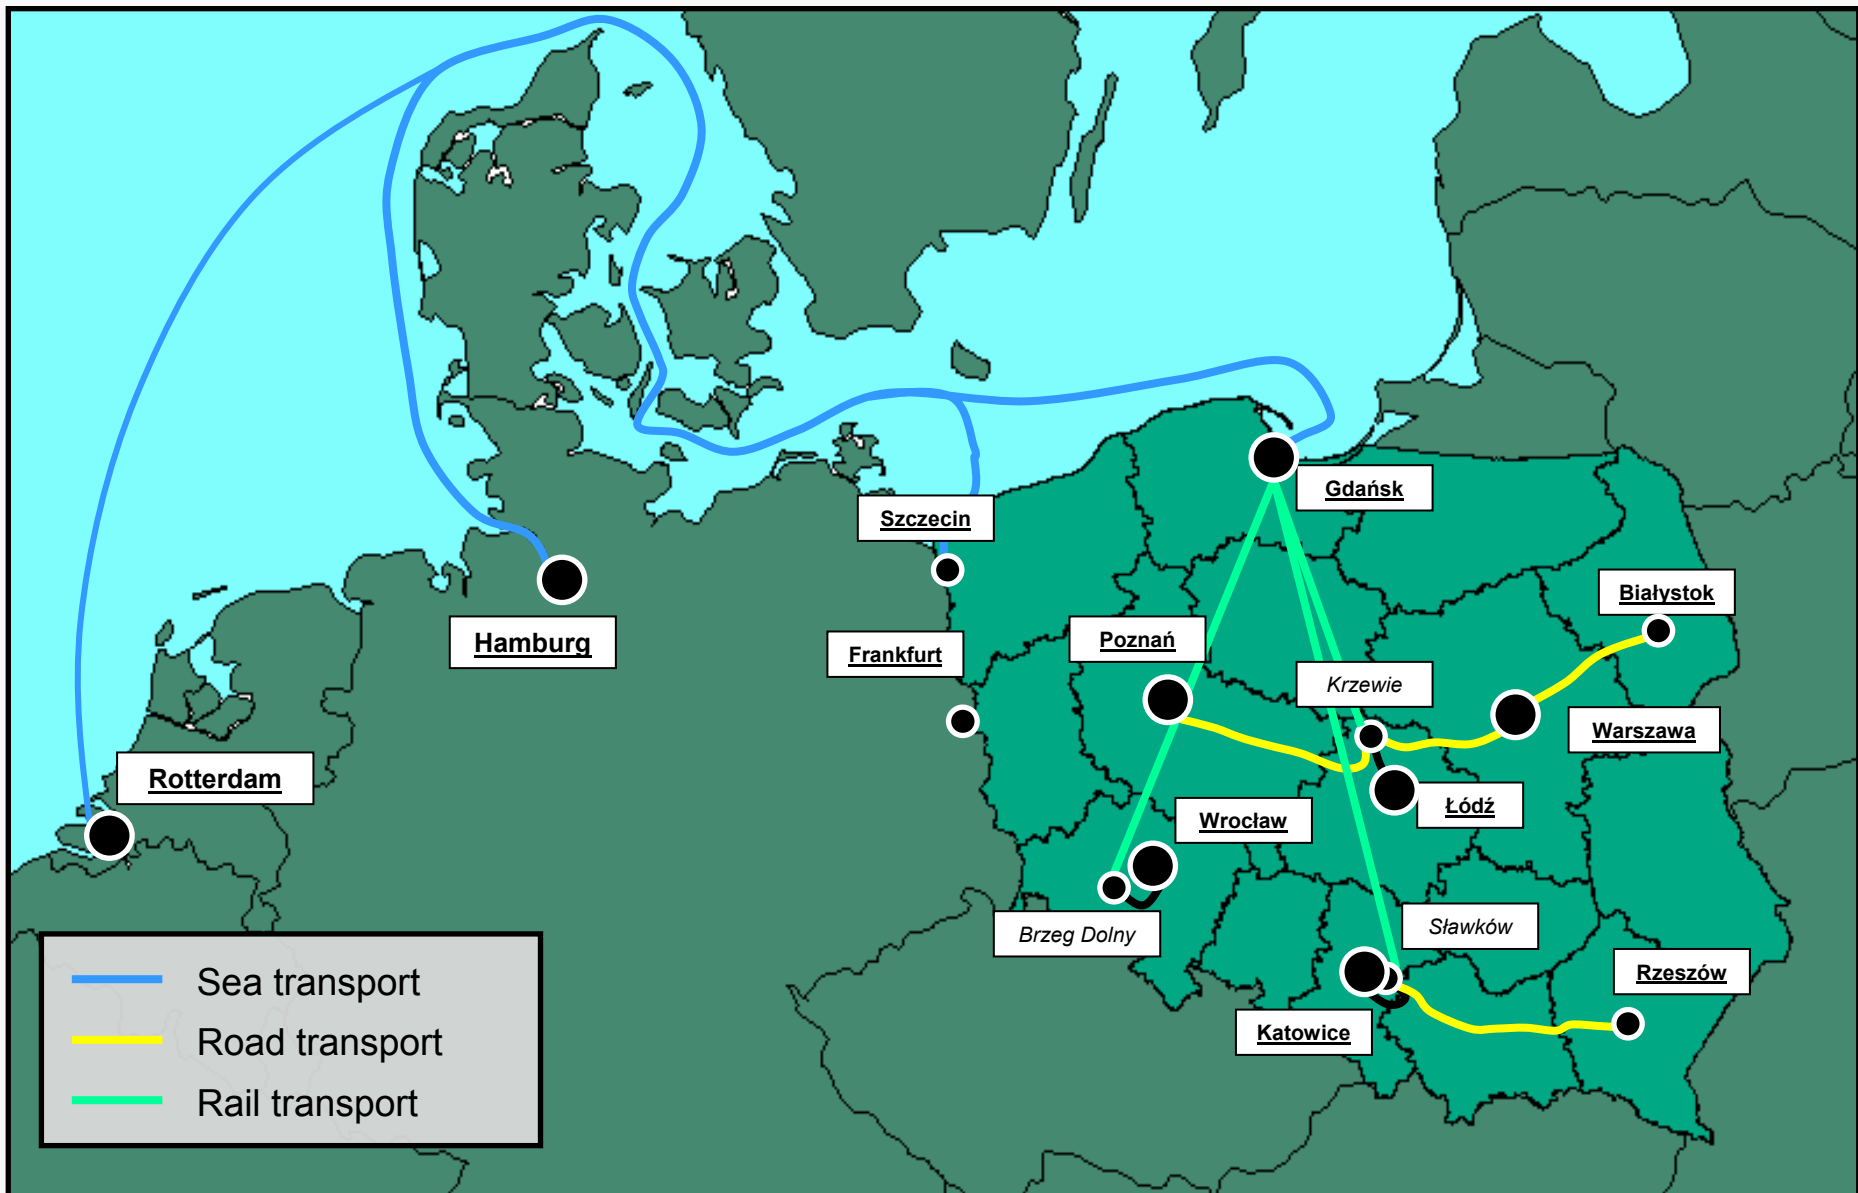 Szczecin
Gdańsk
Białystok
Hamburg
Frankfurt
Poznań
Krzewie
Warszawa
Rotterdam
Wrocław
Łódź
Brzeg Dolny
Sławków
Rzeszów
Katowice
Sea transport
Road transport
Rail transport